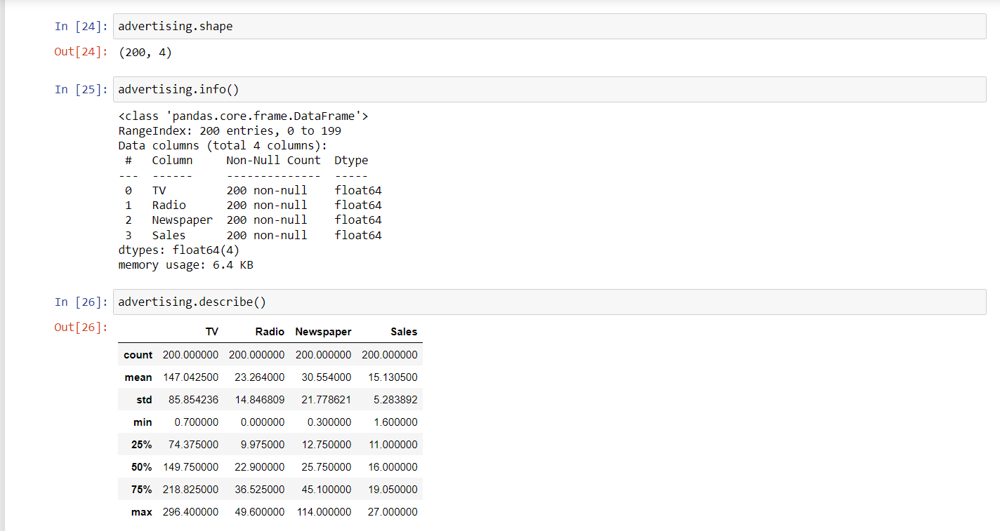 In [24]: advertising.shape
Out[24]: (200, 4)
In [25]: advertising.info()
<class 'pandas.core.frame.DataFrame'>
RangeIndex: 200 entries, 0 to 199
Data columns (total 4 columns):
 #   Column     Non-Null Count  Dtype
---  ------     --------------  -----
 0   TV         200 non-null    float64
 1   Radio      200 non-null    float64
 2   Newspaper  200 non-null    float64
 3   Sales      200 non-null    float64
dtypes: float64(4)
memory usage: 6.4 KB
In [26]: advertising.describe()
Out[26]:
TV Radio Newspaper Sales
count 200.000000 200.000000 200.000000 200.000000
mean 147.042500 23.264000 30.554000 15.130500
std 85.854236 14.846809 21.778621 5.283892
min 0.700000 0.000000 0.300000 1.600000
25% 74.375000 9.975000 12.750000 11.000000
50% 149.750000 22.900000 25.750000 16.000000
75% 218.825000 36.525000 45.100000 19.050000
max 296.400000 49.600000 114.000000 27.000000